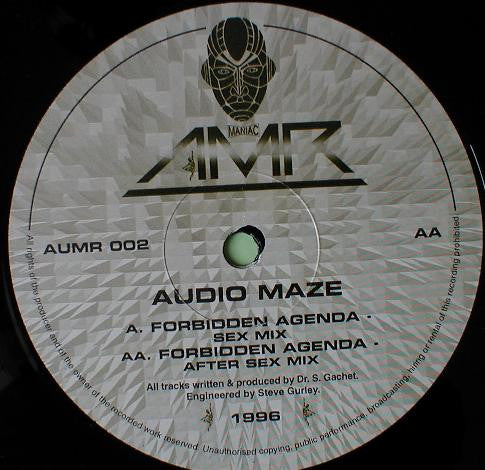 MANIAC
AMR
AUMR 002
AA
AUDIO MAZE
A. FORBIDDEN AGENDA -
SEX MIX
AA. FORBIDDEN AGENDA -
AFTER SEX MIX
All tracks written & produced by Dr. S. Gachet.
Engineered by Steve Gurley.
1996
All rights of the producer and of the owner of the recorded work reserved. Unauthorised copying, public performance, broadcasting, hiring or rental of this recording prohibited